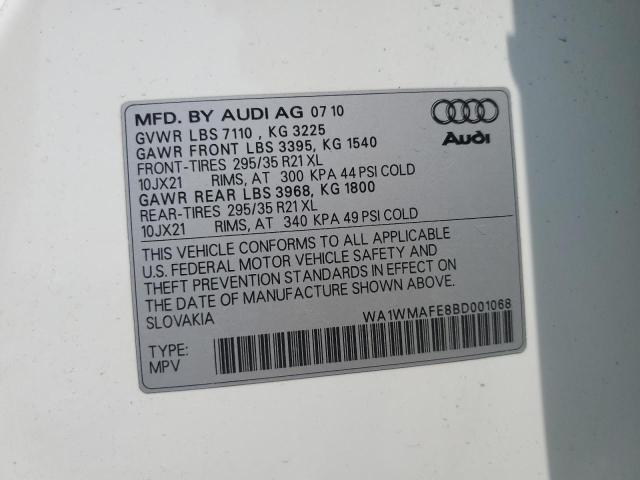 MFD. BY AUDI AG 07 10
GVWR LBS 7110 , KG 3225
GAWR FRONT LBS 3395, KG 1540
FRONT-TIRES 295/35 R21 XL
10JX21 RIMS, AT 300 KPA 44 PSI COLD
GAWR REAR LBS 3968, KG 1800
REAR-TIRES 295/35 R21 XL
10JX21 RIMS, AT 340 KPA 49 PSI COLD
Audi
THIS VEHICLE CONFORMS TO ALL APPLICABLE
U.S. FEDERAL MOTOR VEHICLE SAFETY AND
THEFT PREVENTION STANDARDS IN EFFECT ON
THE DATE OF MANUFACTURE SHOWN ABOVE.
SLOVAKIA WA1WMAFE8BD001068
TYPE:
MPV